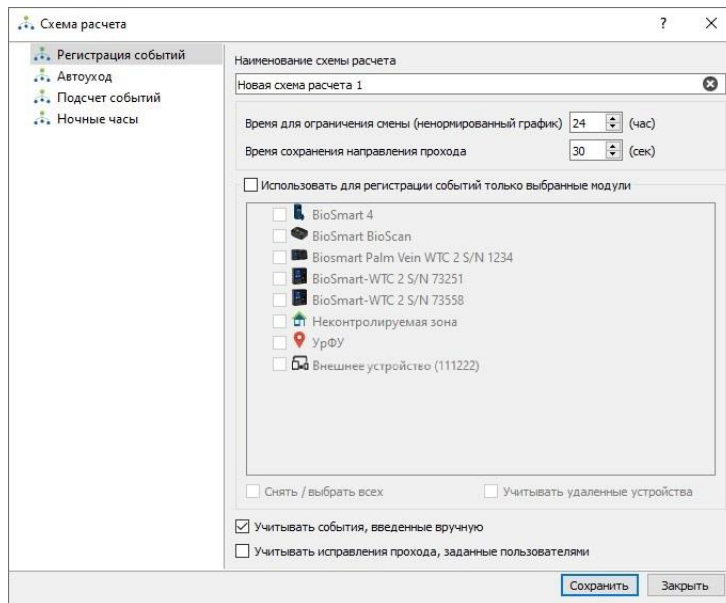 Схема расчета
?
Регистрация событий
Автоуход
Подсчет событий
Ночные часы
Наименование схемы расчета
Новая схема расчета 1
Время для ограничения смены (ненормированный график) 24 (час)
Время сохранения направления прохода 30 (сек)
Использовать для регистрации событий только выбранные модули
BioSmart 4
BioSmart BioScan
Biosmart Palm Vein WTC 2 S/N 1234
BioSmart-WTC 2 S/N 73251
BioSmart-WTC 2 S/N 73558
Неконтролируемая зона
УрФУ
Внешнее устройство (111222)
Снять / выбрать всех Учитывать удаленные устройства
Учитывать события, введенные вручную
Учитывать исправления прохода, заданные пользователями
Сохранить Закрыть